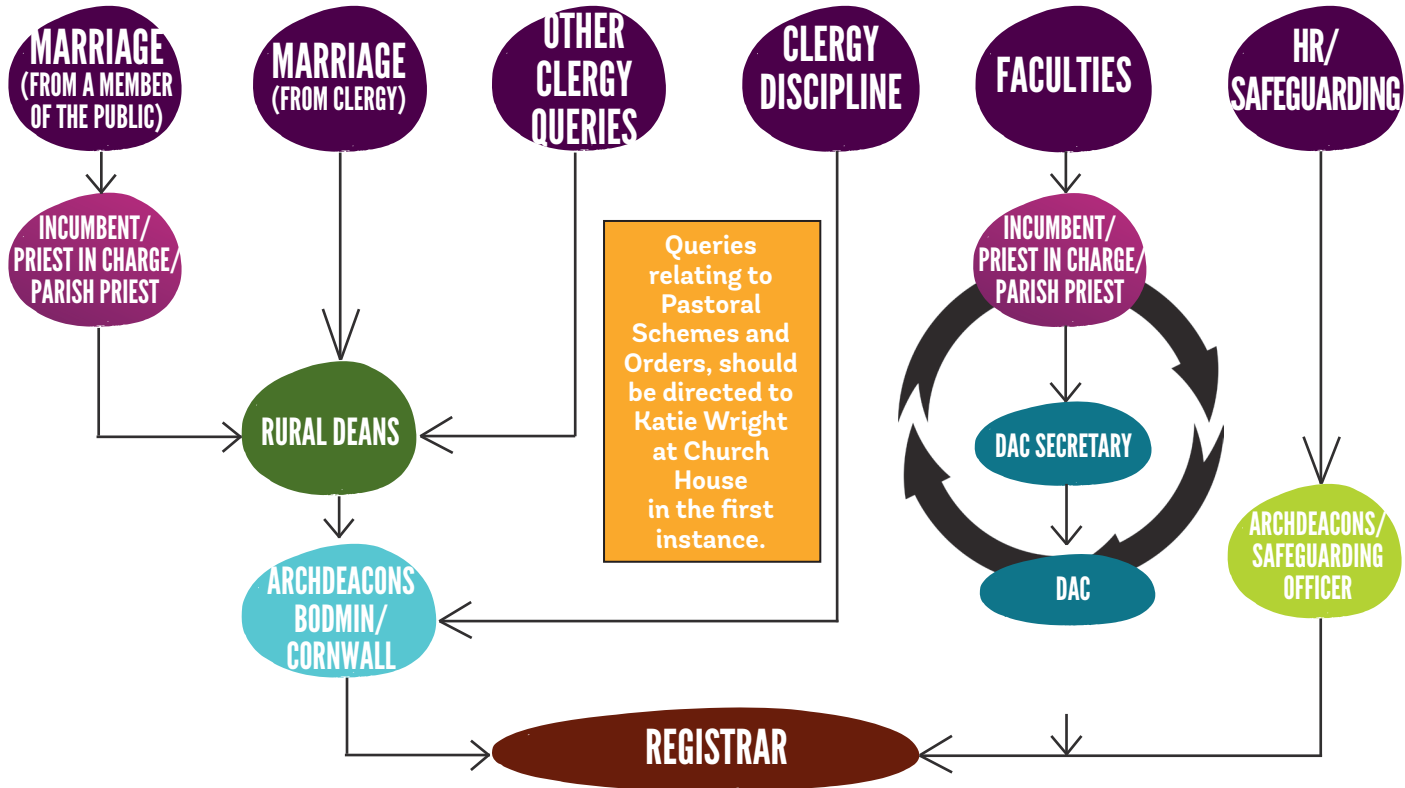 MARRIAGE
(FROM A MEMBER
OF THE PUBLIC)
MARRIAGE
(FROM CLERGY)
OTHER
CLERGY
QUERIES
CLERGY
DISCIPLINE
FACULTIES
HR/
SAFEGUARDING
INCUMBENT/
PRIEST IN CHARGE/
PARISH PRIEST
Queries
relating to
Pastoral
Schemes and
Orders, should
be directed to
Katie Wright
at Church
House
in the first
instance.
INCUMBENT/
PRIEST IN CHARGE/
PARISH PRIEST
RURAL DEANS
DAC SECRETARY
ARCHDEACONS
BODMIN/
CORNWALL
DAC
ARCHDEACONS/
SAFEGUARDING
OFFICER
REGISTRAR